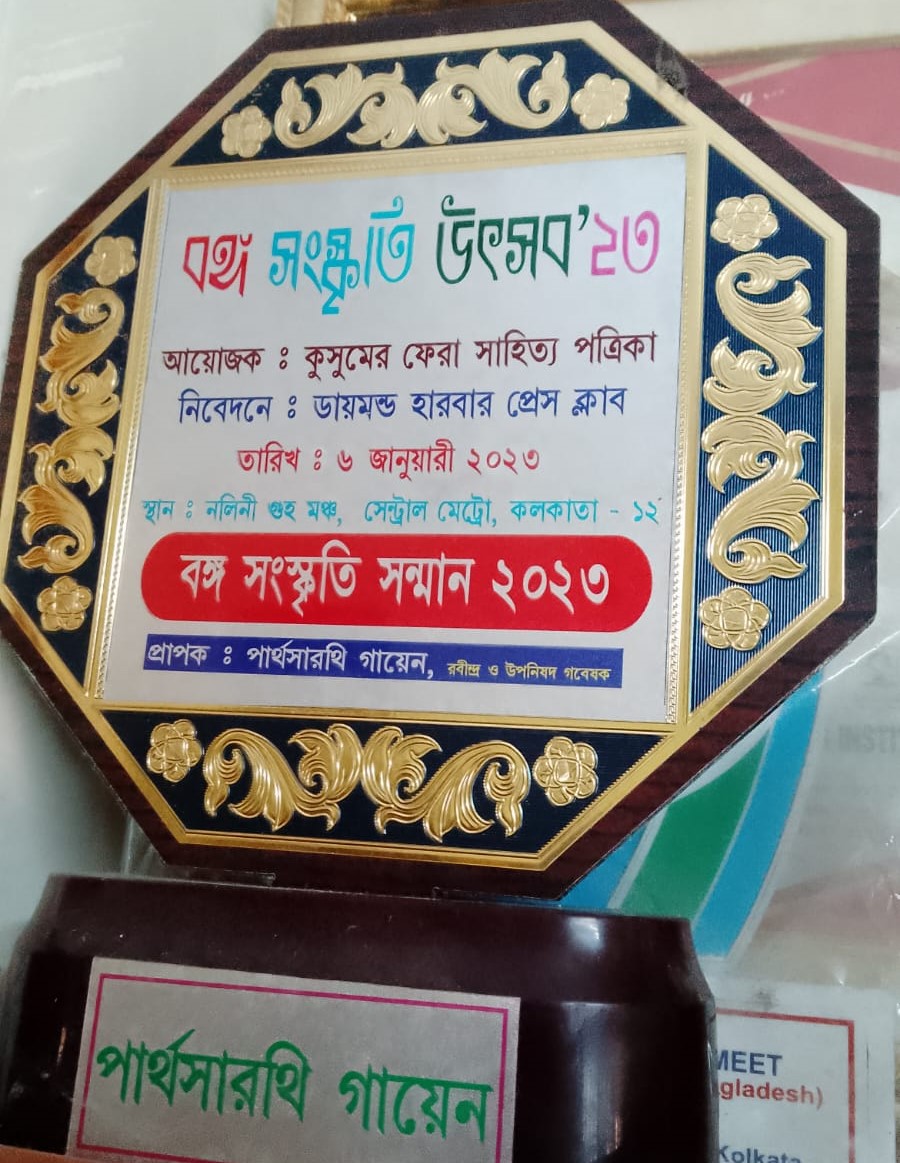 বঙ্গ সংস্কৃতি উৎসব'২৩
আয়োজক : কুসুমের ফেরা সাহিত্য পত্রিকা
নিবেদনে : ডায়মন্ড হারবার প্রেস ক্লাব
তারিখ : ৬ জানুয়ারী ২০২৩
স্থান : নলিনী গুহ মঞ্চ, সেন্ট্রাল মেট্রো, কলকাতা - ১২
বঙ্গ সংস্কৃতি সন্মান ২০২৩
প্রাপক : পার্থসারথি গায়েন, রবীন্দ্র ও উপনিষদ গবেষক
পার্থসারথি গায়েন
MEET
gladesh)
Kolkata